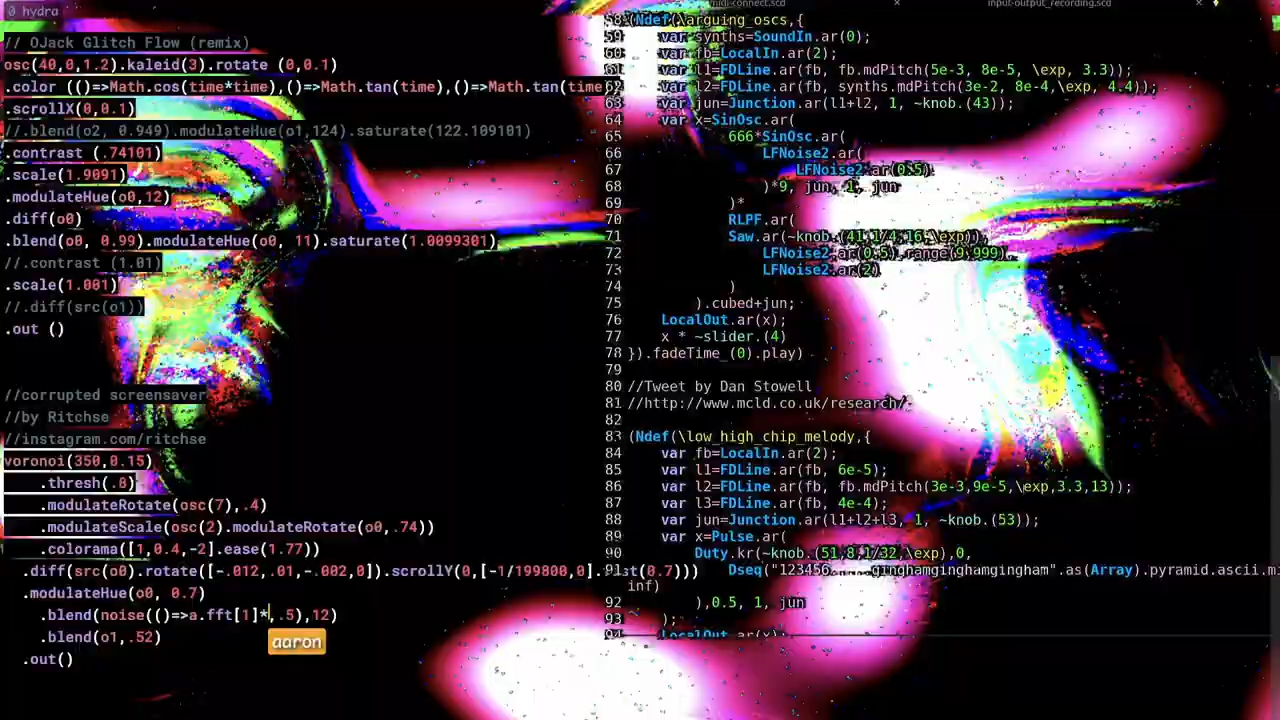 0 hydra
// OJack Glitch Flow (remix)
osc(40,0,1.2).kaleid(3).rotate (0,0.1)
.color (()=>Math.cos(time*time),()=>Math.tan(time),()=>Math.tan(time
.scrollX(0,0.1)
//.blend(o2, 0.949).modulateHue(o1,124).saturate(122.109101)
.contrast (.74101)
.scale(1.9091)
.modulateHue(o0,12)
.diff(o0)
.blend(o0, 0.99).modulateHue(o0, 11).saturate(1.0099301)
//.contrast (1.01)
.scale(1.001)
//.diff(src(o1))
.out ()
//corrupted screensaver
//by Ritchse
//instagram.com/ritchse
voronoi(350,0.15)
.thresh(.8)
.modulateRotate(osc(7),.4)
.modulateScale(osc(2).modulateRotate(o0,.74))
.colorama([1,0.4,-2].ease(1.77))
.diff(src(o0).rotate([-.012,.01,-.002,0]).scrollY(0,[-1/199800,0].
.modulateHue(o0, 0.7)
.blend(noise(()=>a.fft[1]*,.5),12)
.blend(o1,.52)
aaron
.out()
midi-connect.scd
input-output_recording.scd
58 (Ndef(\arguing_oscs,{
59 var synths=SoundIn.ar(0);
60 var fb=LocalIn.ar(2);
61 var l1=FDLine.ar(fb, fb.mdPitch(5e-3, 8e-5, \exp, 3.3));
62 var l2=FDLine.ar(fb, synths.mdPitch(3e-2, 8e-4,\exp, 4.4));
63 var jun=Junction.ar(l1+l2, 1, ~knob.(43));
64 var x=SinOsc.ar(
65 666*SinOsc.ar(
66 LFNoise2.ar(
67 LFNoise2.ar(0.5)
68 )*9, jun, 1, jun
69 )*
70 RLPF.ar(
71 Saw.ar(~knob.(41,1/4,16,\exp)),
72 LFNoise2.ar(0.5).range(9,999),
73 LFNoise2.ar(2)
74 )
75 ).cubed+jun;
76 LocalOut.ar(x);
77 x * ~slider.(4)
78 }).fadeTime_(0).play)
79
80 //Tweet by Dan Stowell
81 //http://www.mcld.co.uk/research/
82
83 (Ndef(\low_high_chip_melody,{
84 var fb=LocalIn.ar(2);
85 var l1=FDLine.ar(fb, 6e-5);
86 var l2=FDLine.ar(fb, fb.mdPitch(3e-3,9e-5,\exp,3.3,13));
87 var l3=FDLine.ar(fb, 4e-4);
88 var jun=Junction.ar(l1+l2+l3, 1, ~knob.(53));
89 var x=Pulse.ar(
90 Duty.kr(~knob.(51,8,1/32,\exp),0,
91 Dseq("123456 ginghamginghamgingham".as(Array).pyramid.ascii.mi
inf)
92 ),0.5, 1, jun
93 );
94 LocalOut.ar(x);